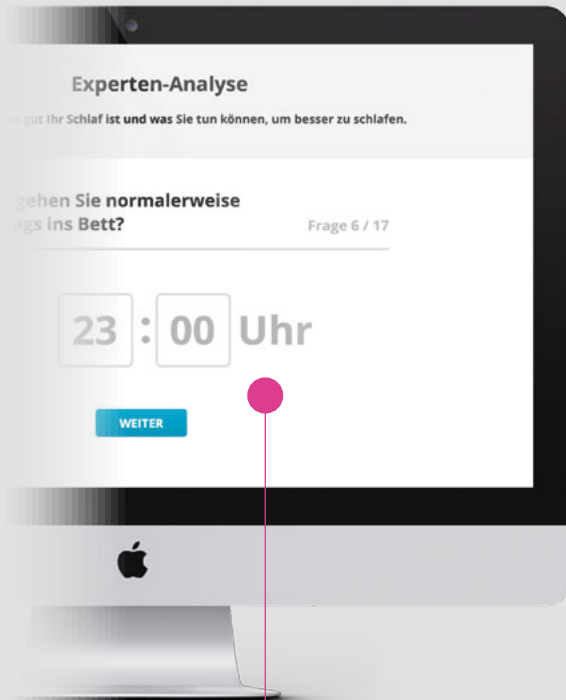 Experten-Analyse
gut Ihr Schlaf ist und was Sie tun können, um besser zu schlafen.
gehen Sie normalerweise
ins Bett?
Frage 6 / 17
23 : 00 Uhr
WEITER